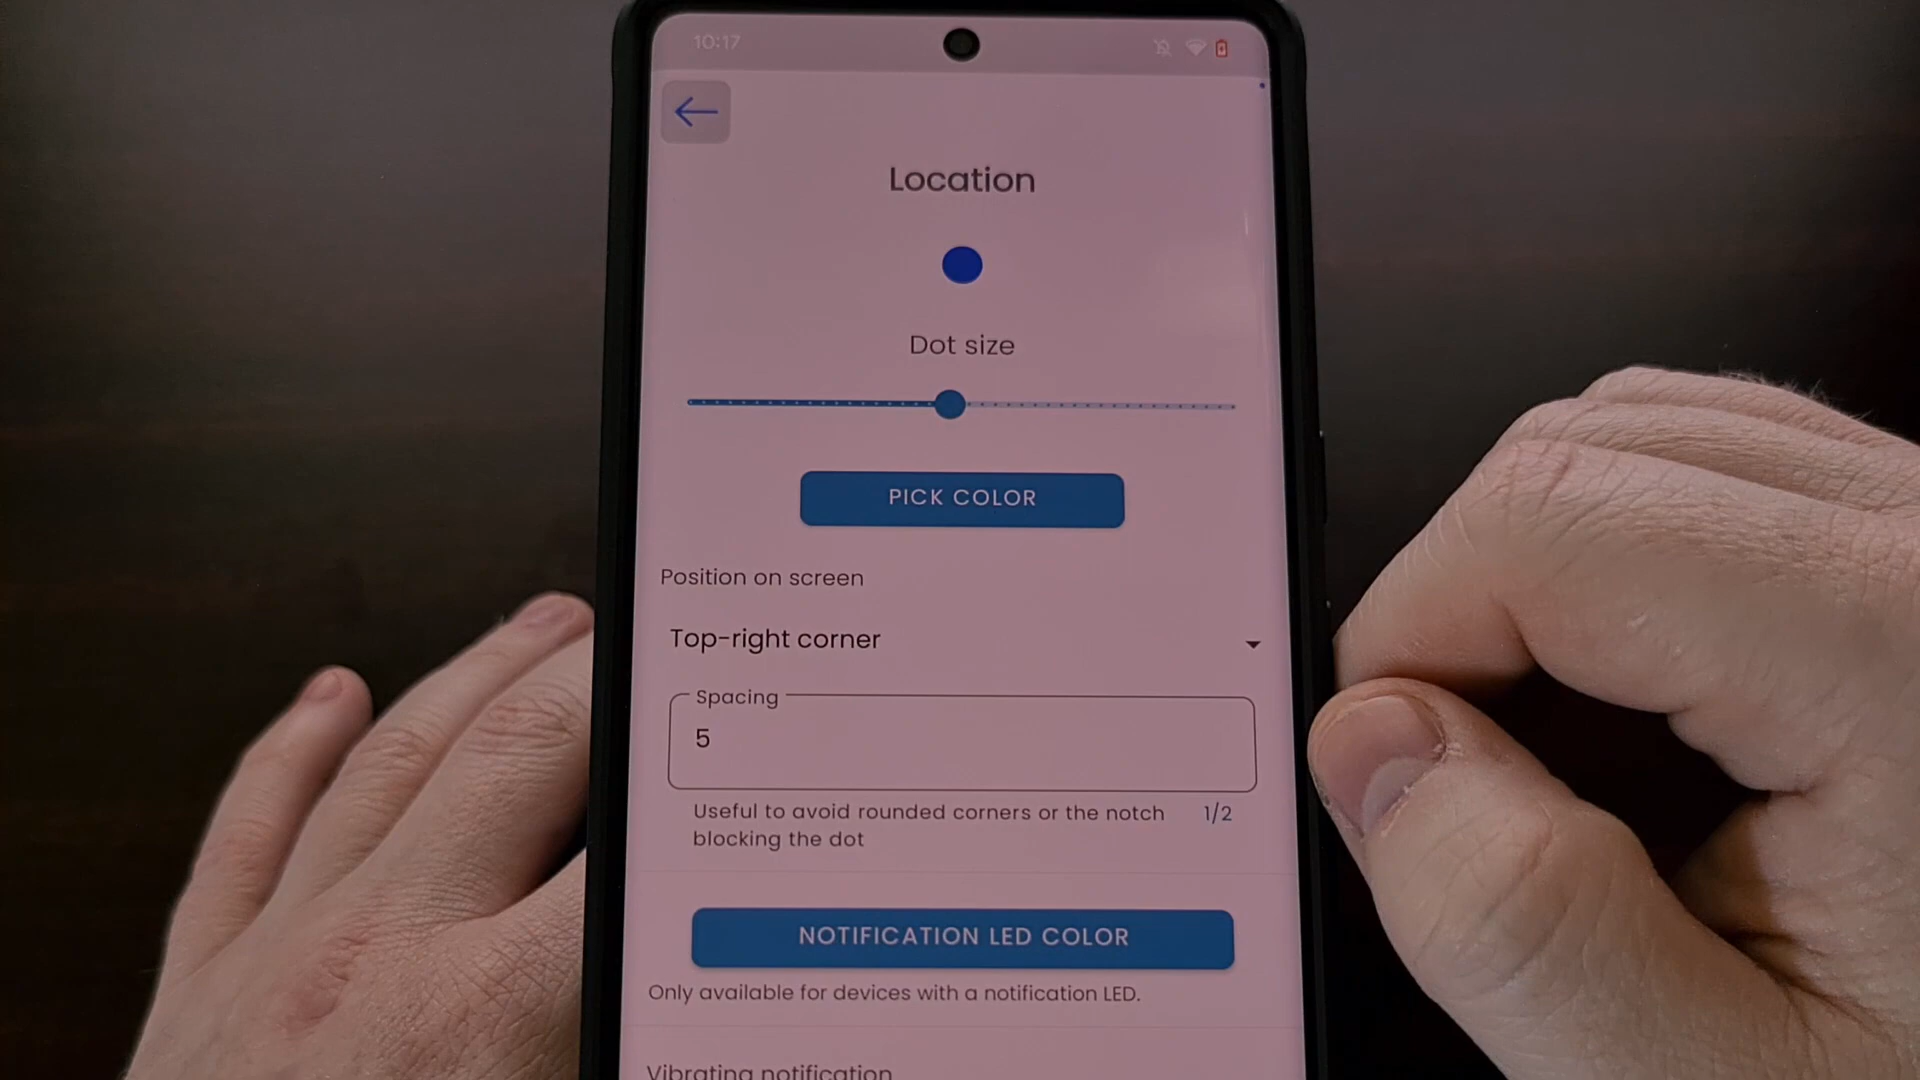 10:17
Location
Dot size
PICK COLOR
Position on screen
Top-right corner
Spacing
5
Useful to avoid rounded corners or the notch 1/2
blocking the dot
NOTIFICATION LED COLOR
Only available for devices with a notification LED.
Vibrating notification